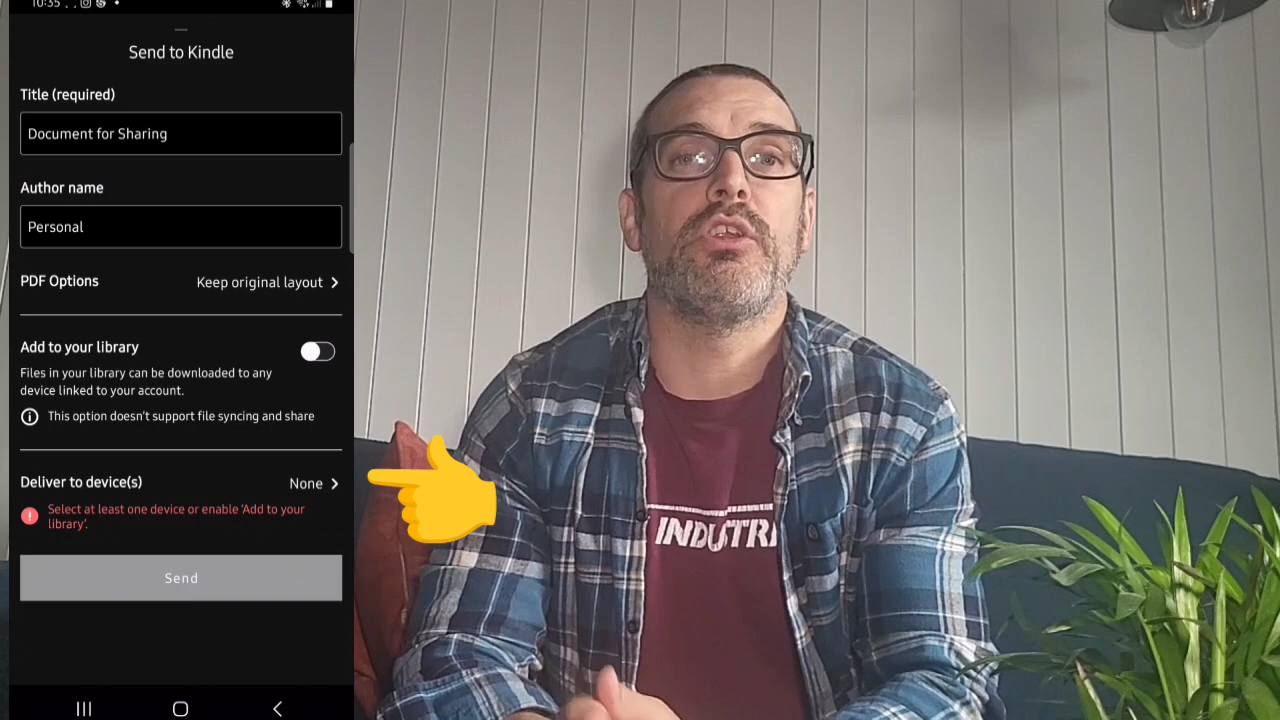 10:35
Send to Kindle
Title (required)
Document for Sharing
Author name
Personal
PDF Options
Keep original layout
Add to your library
Files in your library can be downloaded to any
device linked to your account.
This option doesn't support file syncing and share
Deliver to device(s)
None
Select at least one device or enable 'Add to your
library'.
Send
INDUSTRI